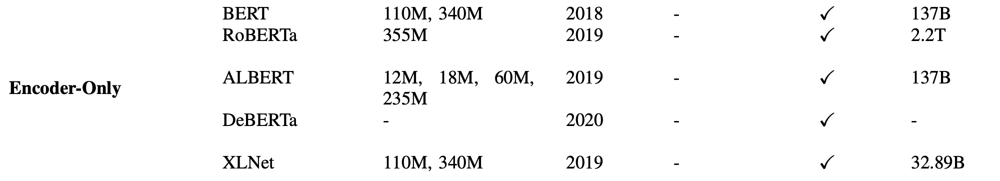 BERT 110M, 340M 2018 - ✓ 137B
RoBERTa 355M 2019 - ✓ 2.2T
ALBERT 12M, 18M, 60M, 2019 - ✓ 137B
Encoder-Only
235M
DeBERTa - 2020 - ✓ -
XLNet 110M, 340M 2019 - ✓ 32.89B